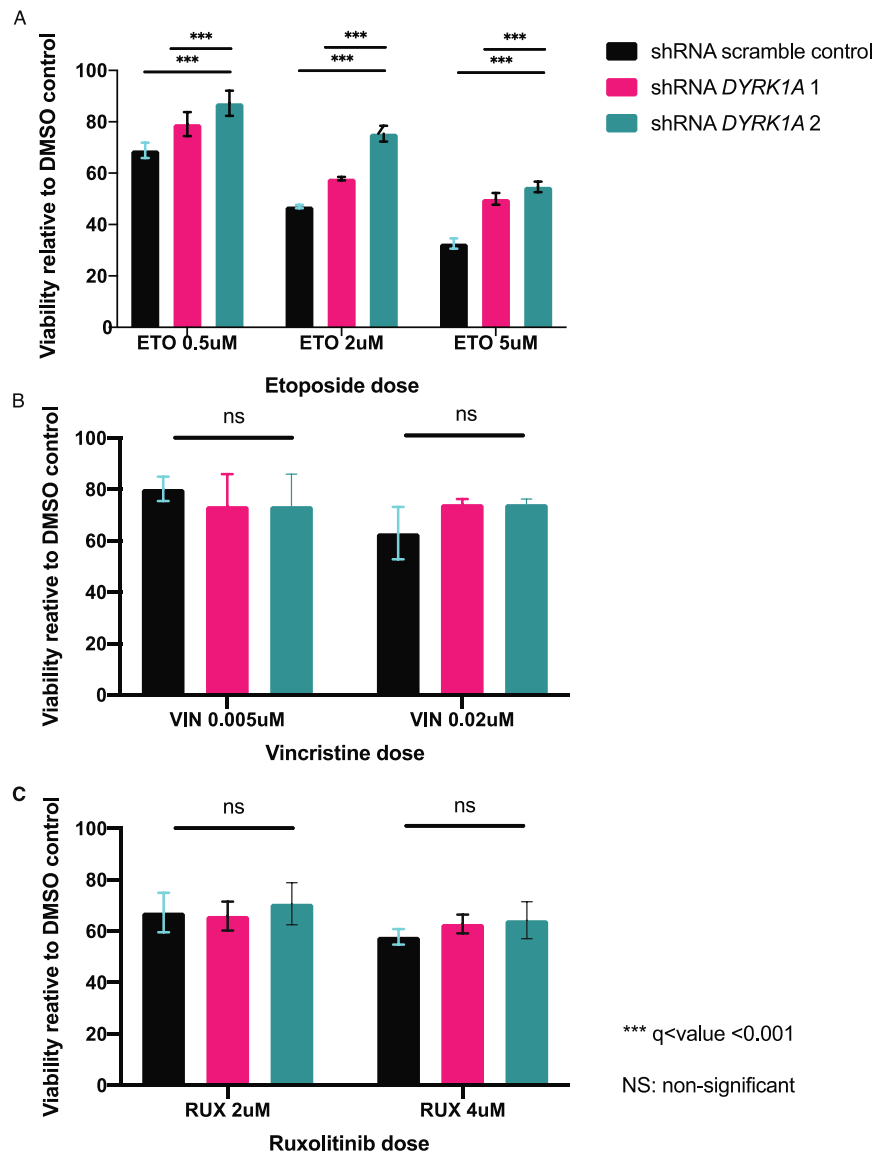 A
*** *** ***
*** *** ***
shRNA scramble control
shRNA DYRK1A 1
shRNA DYRK1A 2
Viability relative to DMSO control
100
80
60
40
20
0
ETO 0.5uM ETO 2uM ETO 5uM
Etoposide dose
B
ns ns
Viability reative to DMSO control
100
80
60
40
20
0
VIN 0.005uM VIN 0.02uM
Vincristine dose
C
ns ns
Viability reative to DMSO control
100
80
60
40
20
0
RUX 2uM RUX 4uM
Ruxolitinib dose
*** q<value <0.001
NS: non-significant